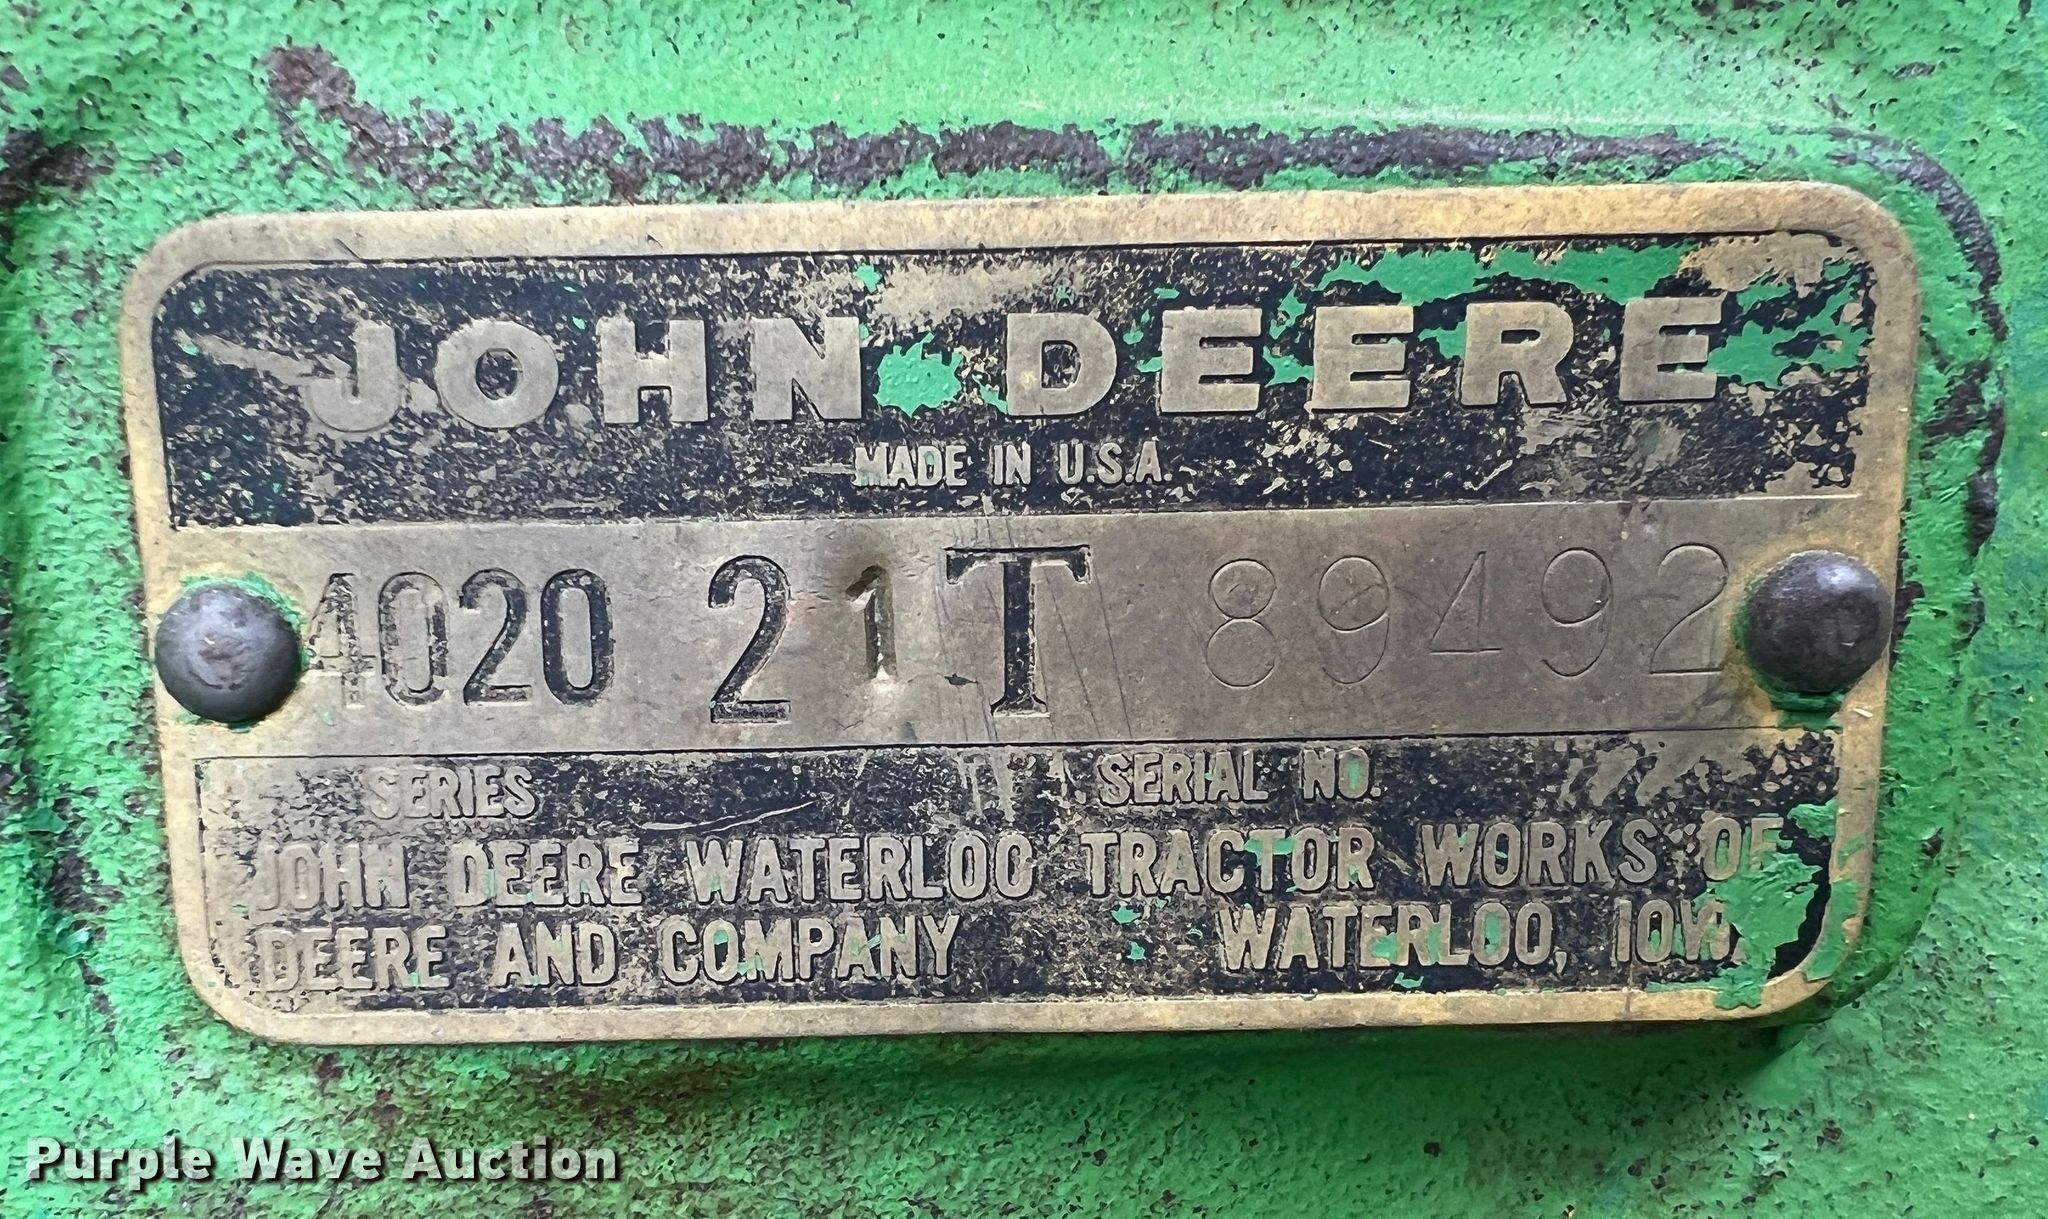 JOHN DEERE
MADE IN U.S.A.
4020 21T 89492
SERIES SERIAL NO.
JOHN DEERE WATERLOO TRACTOR WORKS OF
DEERE AND COMPANY WATERLOO, IOWA
Purple Wave Auction